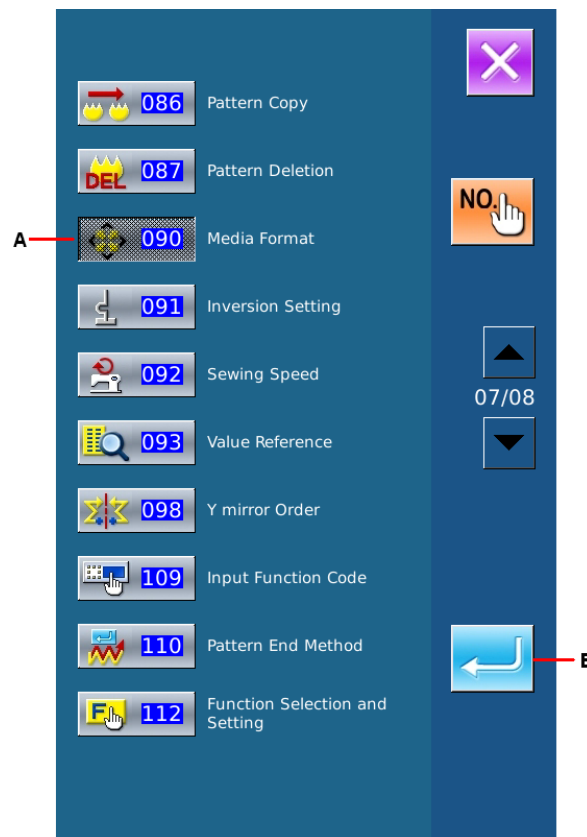 086 Pattern Copy
DEL 087 Pattern Deletion
NO.
A 090 Media Format
091 Inversion Setting
092 Sewing Speed
07/08
093 Value Reference
098 Y mirror Order
109 Input Function Code
110 Pattern End Method
F 112 Function Selection and
Setting